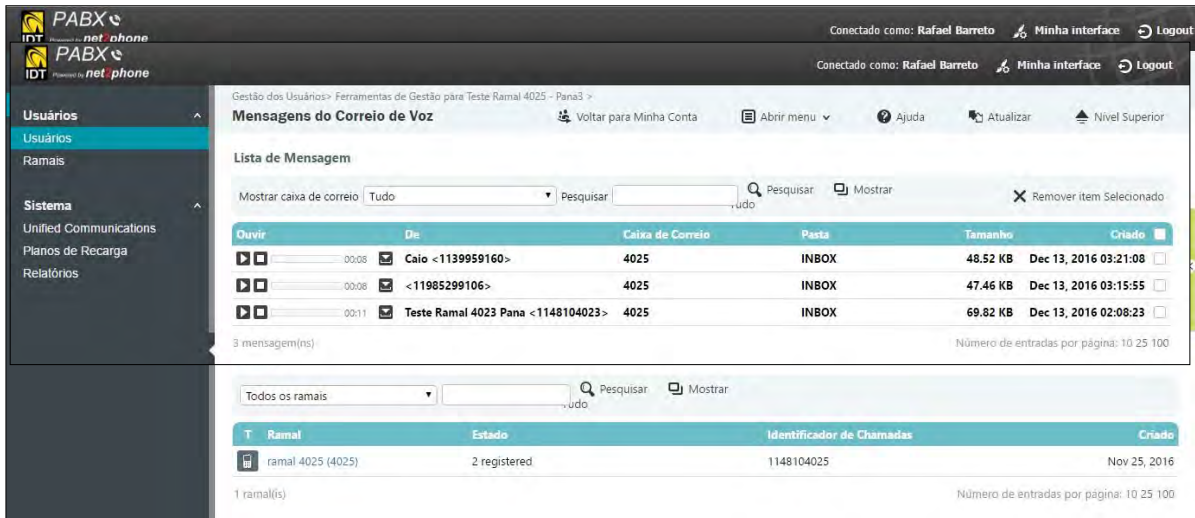 PABX
IDT Powered by net2phone
Conectado como: Rafael Barreto Minha interface Logout
PABX
IDT Powered by net2phone
Conectado como: Rafael Barreto Minha interface Logout
Gestão dos Usuários> Ferramentas de Gestão para Teste Ramal 4025 - Pana3 >
Usuários
Mensagens do Correio de Voz Voltar para Minha Conta Abrir menu Ajuda Atualizar Nível Superior
Usuários
Ramais
Lista de Mensagem
Mostrar caixa de correio Tudo Pesquisar Pesquisar Mostrar Tudo Remover item Selecionado
Sistema
Unified Communications
Planos de Recarga
Relatórios
Ouvir De Caixa de Correio Pasta Tamanho Criado
00:08 Caio <1139959160> 4025 INBOX 48.52 KB Dec 13, 2016 03:21:08
00:08 <11985299106> 4025 INBOX 47.46 KB Dec 13, 2016 03:15:55
00:11 Teste Ramal 4023 Pana <1148104023> 4025 INBOX 69.82 KB Dec 13, 2016 02:08:23
3 mensagem(ns) Número de entradas por página: 10 25 100
Todos os ramais Pesquisar Mostrar Tudo
T Ramal Estado Identificador de Chamadas Criado
ramal 4025 (4025) 2 registered 1148104025 Nov 25, 2016
1 ramal(is) Número de entradas por página: 10 25 100